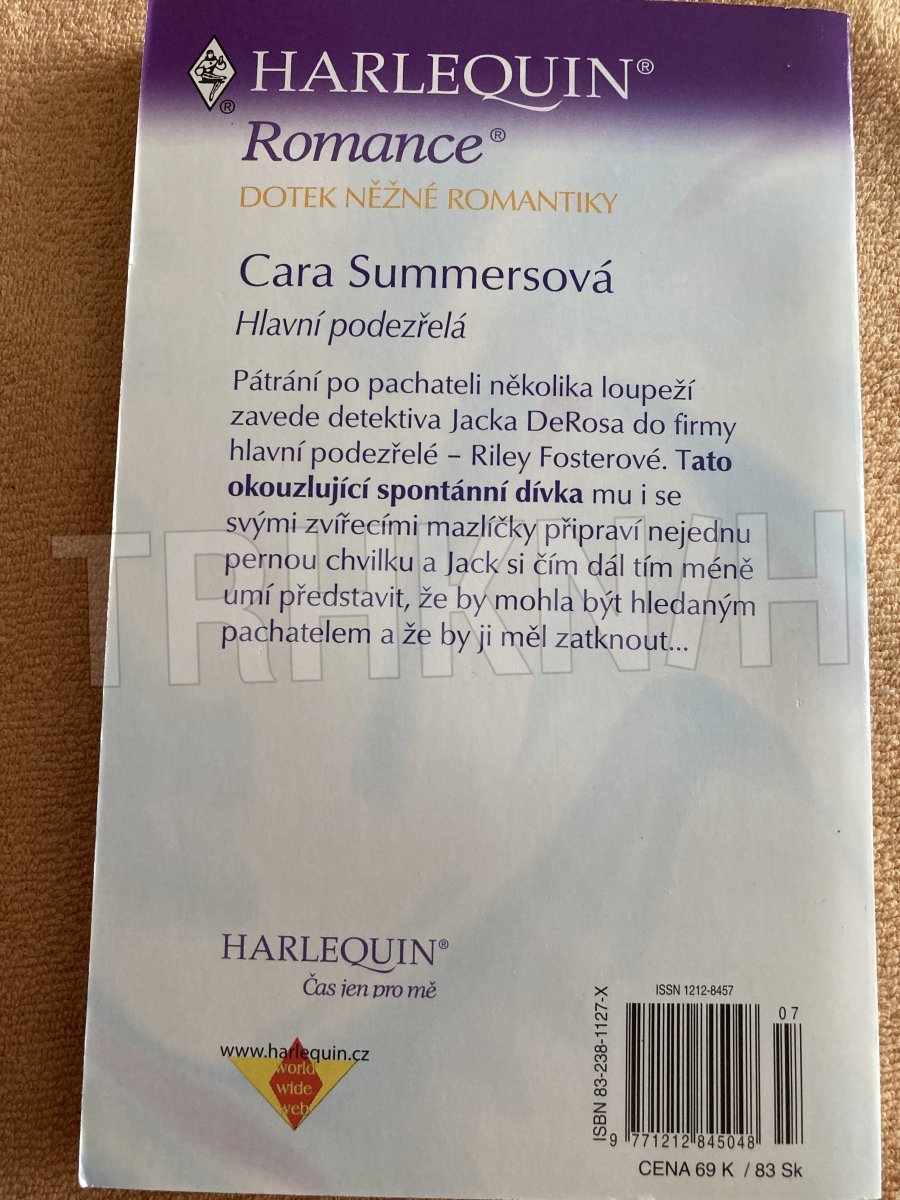 HARLEQUIN®
®
Romance®
DOTEK NĚŽNÉ ROMANTIKY
Cara Summersová
Hlavní podezřelá
Pátrání po pachateli několika loupeží
zavede detektiva Jacka DeRosa do firmy
hlavní podezřelé – Riley Fosterové. Tato
okouzlující spontánní dívka mu i se
svými zvířecími mazlíčky připraví nejednu
pernou chvilku a Jack si čím dál tím méně
umí představit, že by mohla být hledaným
pachatelem a že by ji měl zatknout...
TRHKNIH
HARLEQUIN®
Čas jen pro mě
www.harlequin.cz
world
wide
web
ISBN 83-238-1127-X
ISSN 1212-8457
07
9 771212 845048
CENA 69 K / 83 Sk